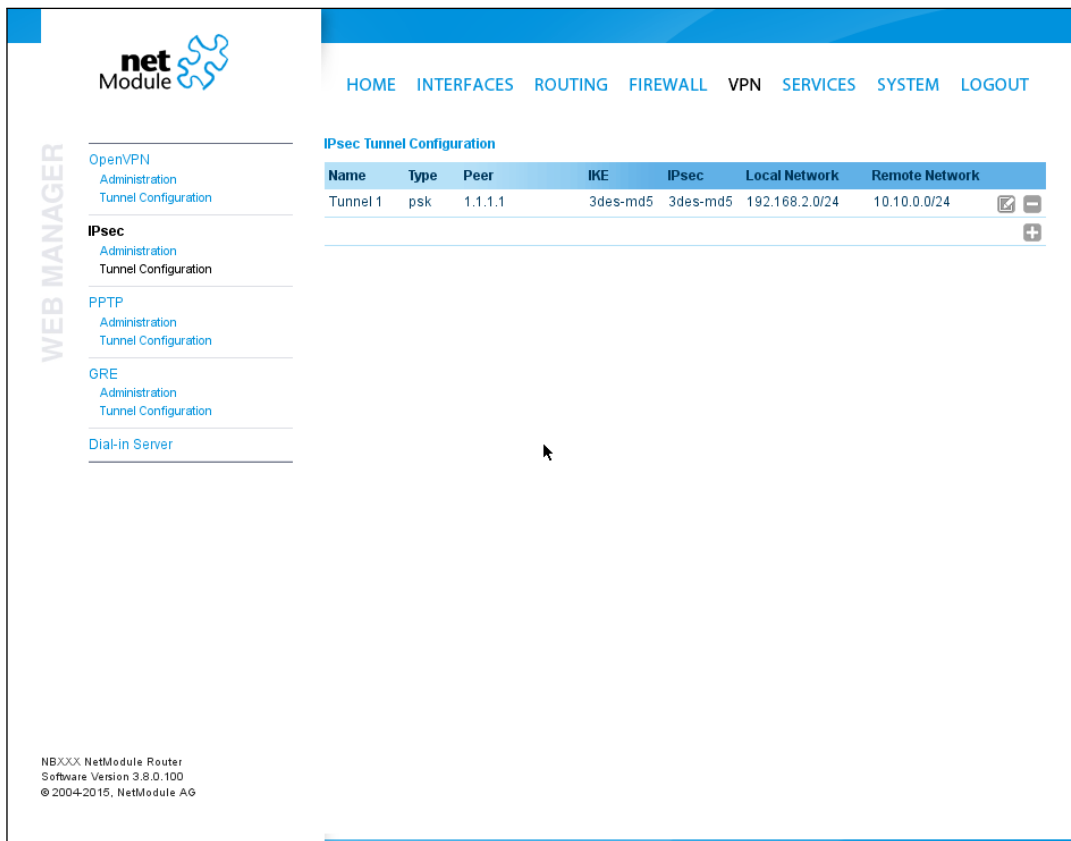 net
Module
HOME INTERFACES ROUTING FIREWALL VPN SERVICES SYSTEM LOGOUT
WEB MANAGER
OpenVPN
Administration
Tunnel Configuration
IPsec
Administration
Tunnel Configuration
PPTP
Administration
Tunnel Configuration
GRE
Administration
Tunnel Configuration
Dial-in Server
IPsec Tunnel Configuration
Name Type Peer IKE IPsec Local Network Remote Network
Tunnel 1 psk 1.1.1.1 3des-md5 3des-md5 192.168.2.0/24 10.10.0.0/24
NBXXX NetModule Router
Software Version 3.8.0.100
© 2004-2015, NetModule AG